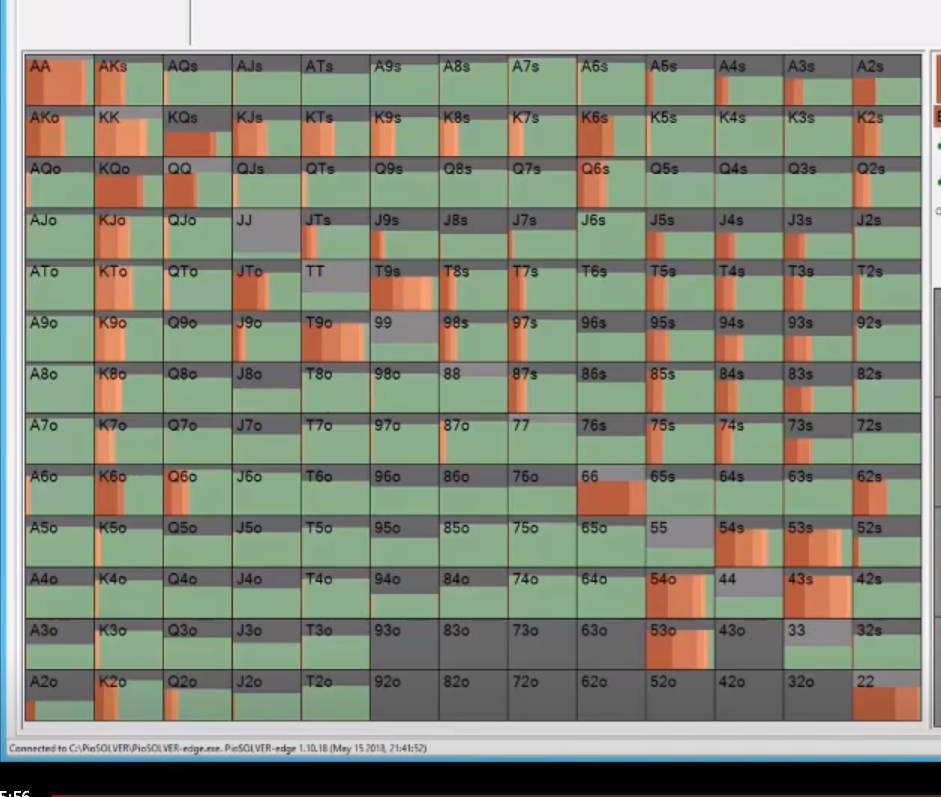 AA AKs AQs AJs ATs A9s A8s A7s A6s A5s A4s A3s A2s
AKo KK KQs KJs KTs K9s K8s K7s K6s K5s K4s K3s K2s
AQo KQo QQ QJs QTs Q9s Q8s Q7s Q6s Q5s Q4s Q3s Q2s
AJo KJo QJo JJ JTs J9s J8s J7s J6s J5s J4s J3s J2s
ATo KTo QTo JTo TT T9s T8s T7s T6s T5s T4s T3s T2s
A9o K9o Q9o J9o T9o 99 98s 97s 96s 95s 94s 93s 92s
A8o K8o Q8o J8o T8o 98o 88 87s 86s 85s 84s 83s 82s
A7o K7o Q7o J7o T7o 97o 87o 77 76s 75s 74s 73s 72s
A6o K6o Q6o J6o T6o 96o 86o 76o 66 65s 64s 63s 62s
A5o K5o Q5o J5o T5o 95o 85o 75o 65o 55 54s 53s 52s
A4o K4o Q4o J4o T4o 94o 84o 74o 64o 54o 44 43s 42s
A3o K3o Q3o J3o T3o 93o 83o 73o 63o 53o 43o 33 32s
A2o K2o Q2o J2o T2o 92o 82o 72o 62o 52o 42o 32o 22
Connected to C:\PioSOLVER\PioSOLVER-edge.exe. PioSOLVER-edge 1.10.18 (May 15 2018, 21:41:52)
5:56